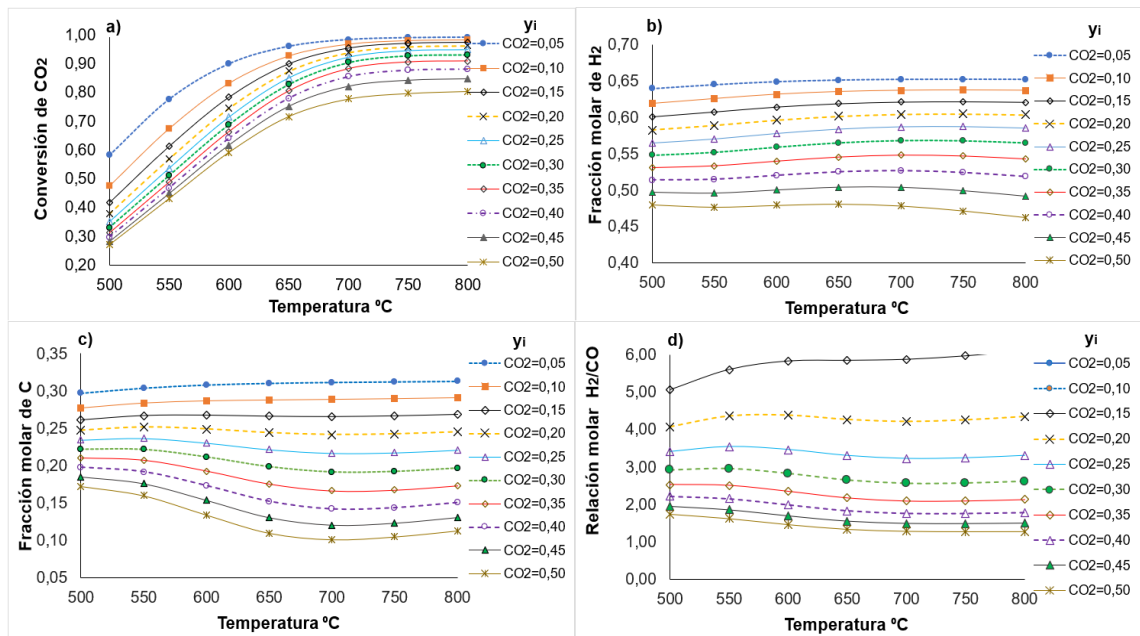 a)
yi
Conversión de CO2
1,00
0,90
0,80
0,70
0,60
0,50
0,40
0,30
0,20
500 550 600 650 700 750 800
Temperatura ºC
CO2=0,05
CO2=0,10
CO2=0,15
CO2=0,20
CO2=0,25
CO2=0,30
CO2=0,35
CO2=0,40
CO2=0,45
CO2=0,50
b)
yi
Fracción molar de H2
0,70
0,65
0,60
0,55
0,50
0,45
0,40
500 550 600 650 700 750 800
Temperatura ºC
CO2=0,05
CO2=0,10
CO2=0,15
CO2=0,20
CO2=0,25
CO2=0,30
CO2=0,35
CO2=0,40
CO2=0,45
CO2=0,50
c)
yi
Fracción molar de C
0,35
0,30
0,25
0,20
0,15
0,10
0,05
500 550 600 650 700 750 800
Temperatura ºC
CO2=0,05
CO2=0,10
CO2=0,15
CO2=0,20
CO2=0,25
CO2=0,30
CO2=0,35
CO2=0,40
CO2=0,45
CO2=0,50
d)
yi
Relación molar H2/CO
6,00
5,00
4,00
3,00
2,00
1,00
0,00
500 550 600 650 700 750 800
Temperatura ºC
CO2=0,05
CO2=0,10
CO2=0,15
CO2=0,20
CO2=0,25
CO2=0,30
CO2=0,35
CO2=0,40
CO2=0,45
CO2=0,50